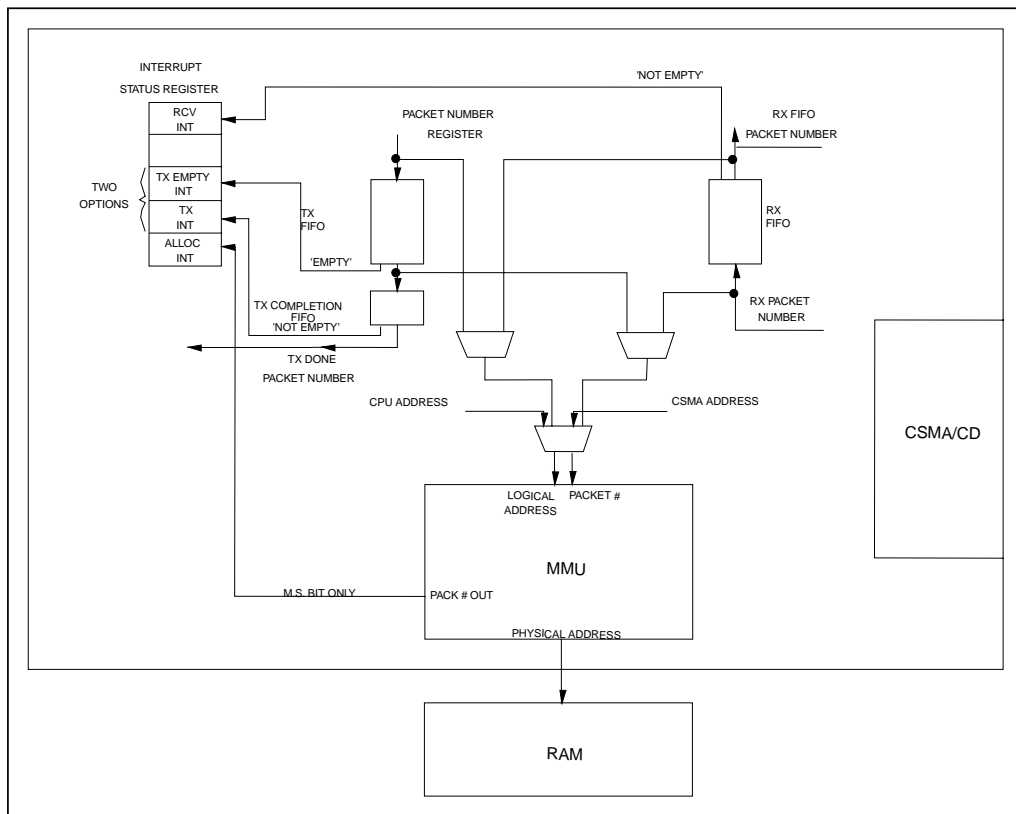 INTERRUPT
STATUS REGISTER
RCV
INT
TX EMPTY
INT
TX
INT
ALLOC
INT
TWO
OPTIONS
'NOT EMPTY'
PACKET NUMBER
REGISTER
RX FIFO
PACKET NUMBER
TX
FIFO
RX
FIFO
'EMPTY'
TX COMPLETION
FIFO
'NOT EMPTY'
RX PACKET
NUMBER
TX DONE
PACKET NUMBER
CPU ADDRESS
CSMA ADDRESS
CSMA/CD
LOGICAL
ADDRESS
PACKET #
MMU
M.S. BIT ONLY
PACK # OUT
PHYSICAL ADDRESS
RAM